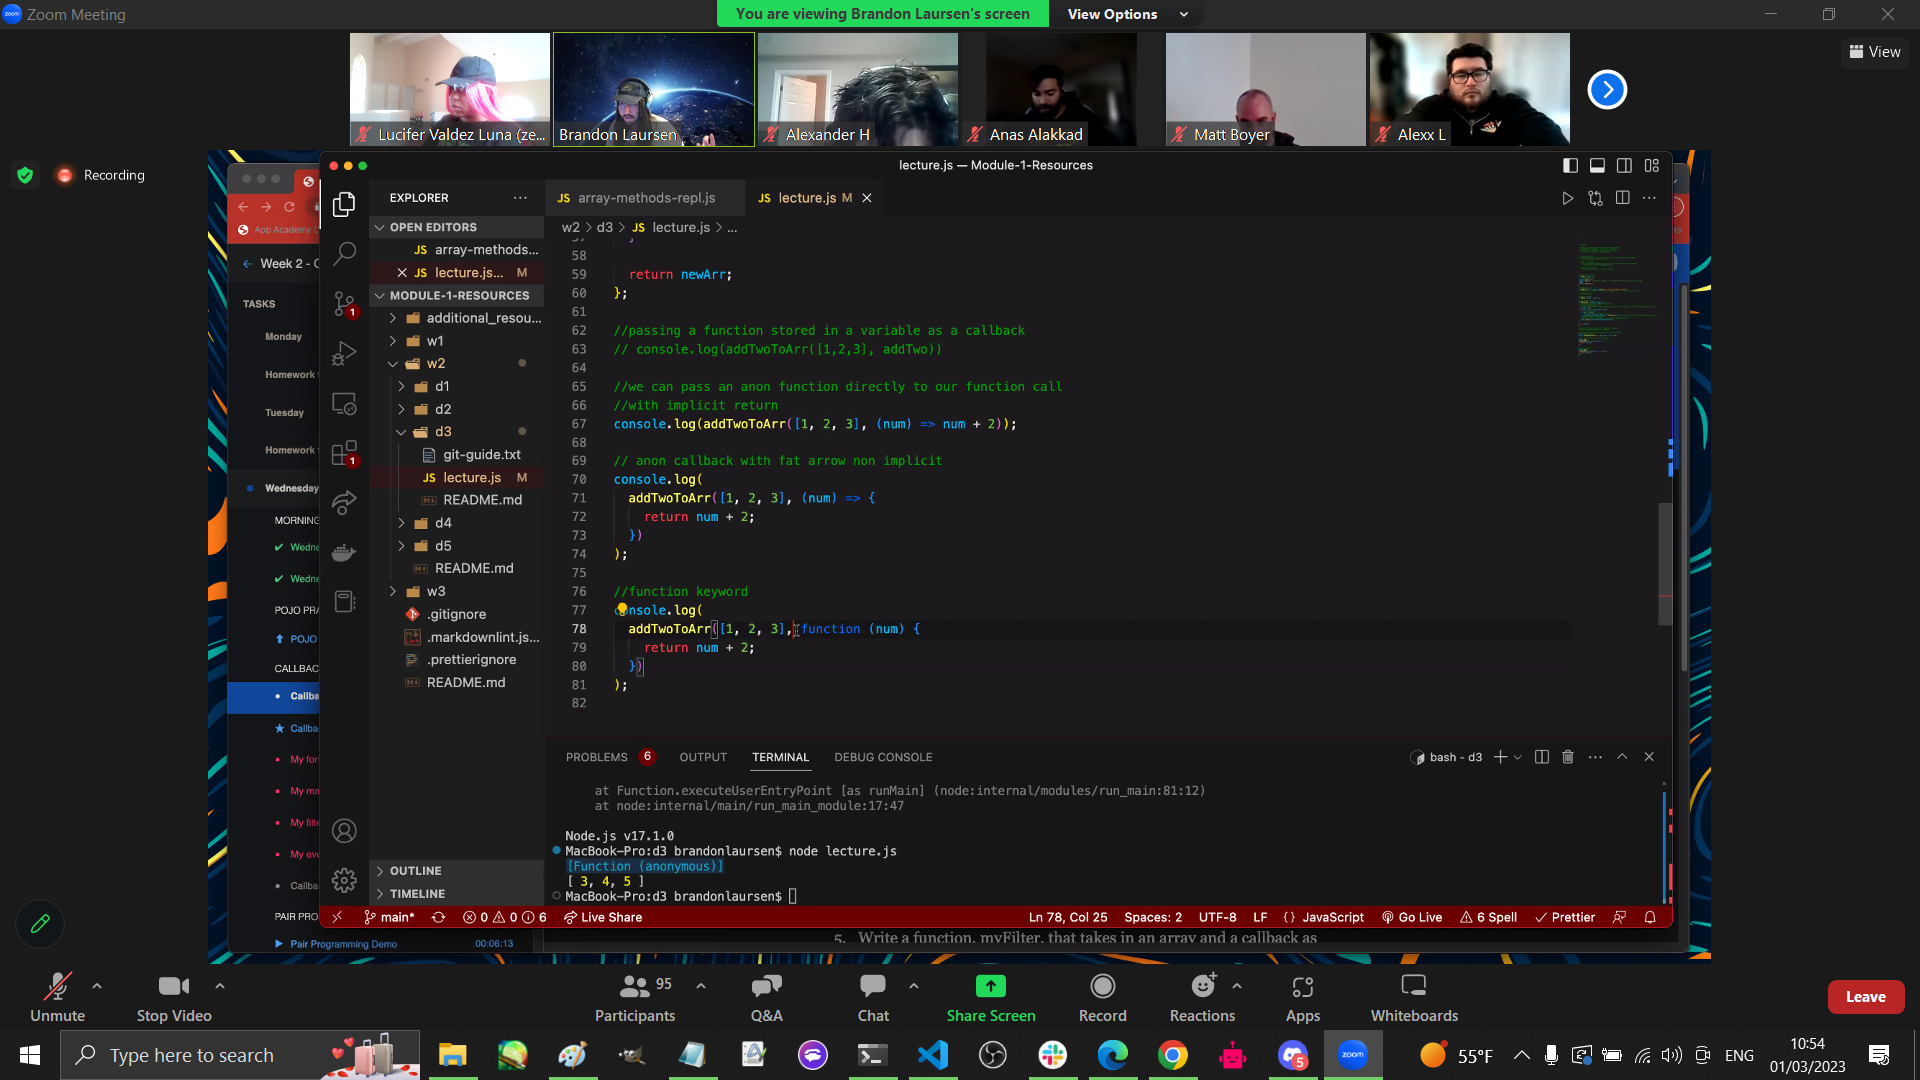 Zoom Meeting
You are viewing Brandon Laursen's screen
View Options
View
Lucifer Valdez Luna (ze...
Brandon Laursen
Alexander H
Anas Alakkad
Matt Boyer
Alexx L
Recording
lecture.js — Module-1-Resources
EXPLORER
OPEN EDITORS
array-methods...
lecture.js... M
MODULE-1-RESOURCES
additional_resou...
w1
w2
d1
d2
d3
git-guide.txt
lecture.js M
README.md
d4
d5
README.md
w3
.gitignore
.markdownlint.js...
.prettierignore
README.md
OUTLINE
TIMELINE
App Academy
Week 2 -
TASKS
Monday
Homework
Tuesday
Homework
Wednesday
MORNING
Wedne
Wedne
POJO PRA
POJO
CALLBAC
Callba
Callba
My for
My ma
My filte
My eve
Callba
PAIR PRO
Pair Programming Demo 00:06:13
array-methods-repl.js
lecture.js M
w2 > d3 > JS lecture.js > ...
58
59 return newArr;
60 };
61
62 //passing a function stored in a variable as a callback
63 // console.log(addTwoToArr([1,2,3], addTwo))
64
65 //we can pass an anon function directly to our function call
66 //with implicit return
67 console.log(addTwoToArr([1, 2, 3], (num) => num + 2));
68
69 // anon callback with fat arrow non implicit
70 console.log(
71 addTwoToArr([1, 2, 3], (num) => {
72 return num + 2;
73 })
74 );
75
76 //function keyword
77 console.log(
78 addTwoToArr([1, 2, 3], function (num) {
79 return num + 2;
80 })
81 );
82
PROBLEMS 6 OUTPUT TERMINAL DEBUG CONSOLE
bash - d3
at Function.executeUserEntryPoint [as runMain] (node:internal/modules/run_main:81:12)
at node:internal/main/run_main_module:17:47
Node.js v17.1.0
MacBook-Pro:d3 brandonlaursen$ node lecture.js
[Function (anonymous)]
[ 3, 4, 5 ]
MacBook-Pro:d3 brandonlaursen$
main* 0 0 6 Live Share
Ln 78, Col 25 Spaces: 2 UTF-8 LF {} JavaScript Go Live 6 Spell Prettier
5. Write a function, myFilter, that takes in an array and a callback as
Unmute
Stop Video
95
Participants
Q&A
Chat
Share Screen
Record
Reactions
Apps
Whiteboards
Leave
Type here to search
zoom
5
55°F
ENG
10:54
01/03/2023